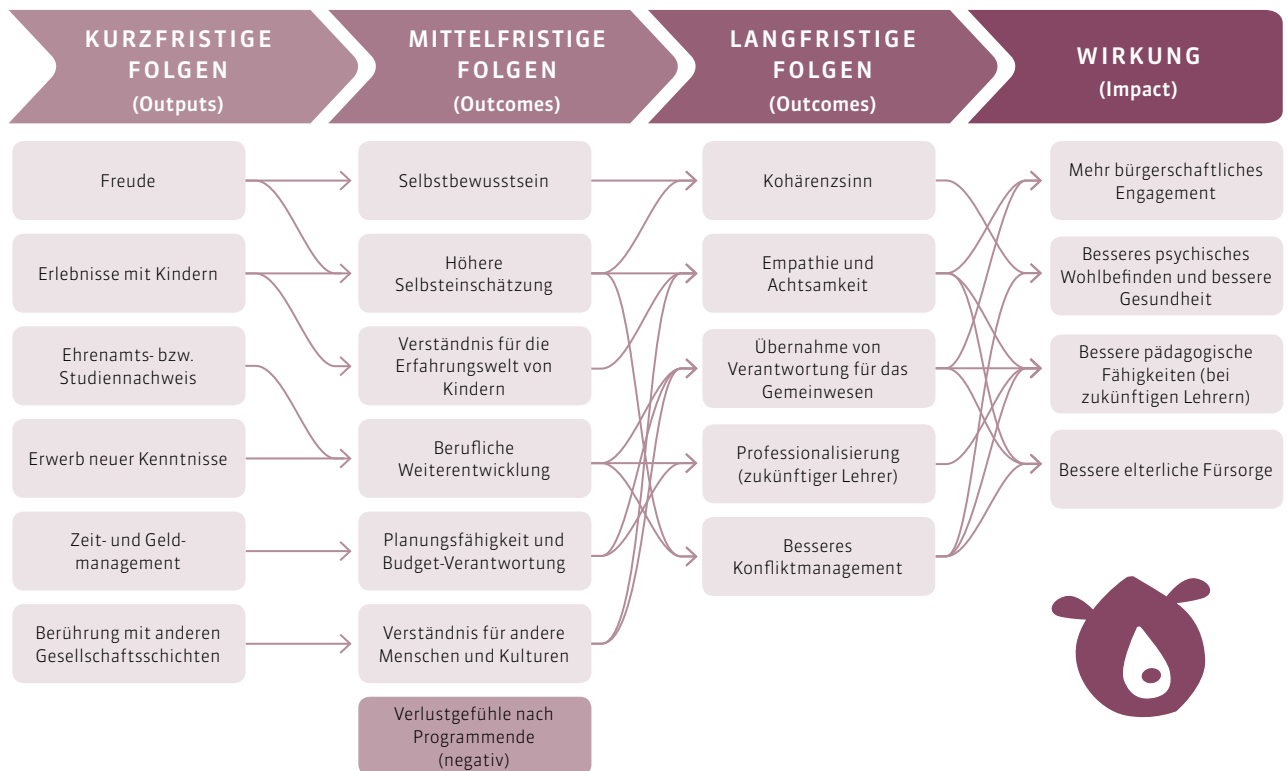 KURZFRISTIGE
FOLGEN
(Outputs)
MITTELFRISTIGE
FOLGEN
(Outcomes)
LANGFRISTIGE
FOLGEN
(Outcomes)
WIRKUNG
(Impact)
Freude
Erlebnisse mit Kindern
Ehrenamts- bzw.
Studiennachweis
Erwerb neuer Kenntnisse
Zeit- und Geld-
management
Berührung mit anderen
Gesellschaftsschichten
Selbstbewusstsein
Höhere
Selbsteinschätzung
Verständnis für die
Erfahrungswelt von
Kindern
Berufliche
Weiterentwicklung
Planungsfähigkeit und
Budget-Verantwortung
Verständnis für andere
Menschen und Kulturen
Verlustgefühle nach
Programmende
(negativ)
Kohärenzsinn
Empathie und
Achtsamkeit
Übernahme von
Verantwortung für das
Gemeinwesen
Professionalisierung
(zukünftiger Lehrer)
Besseres
Konfliktmanagement
Mehr bürgerschaftliches
Engagement
Besseres psychisches
Wohlbefinden und bessere
Gesundheit
Bessere pädagogische
Fähigkeiten (bei
zukünftigen Lehrern)
Bessere elterliche Fürsorge